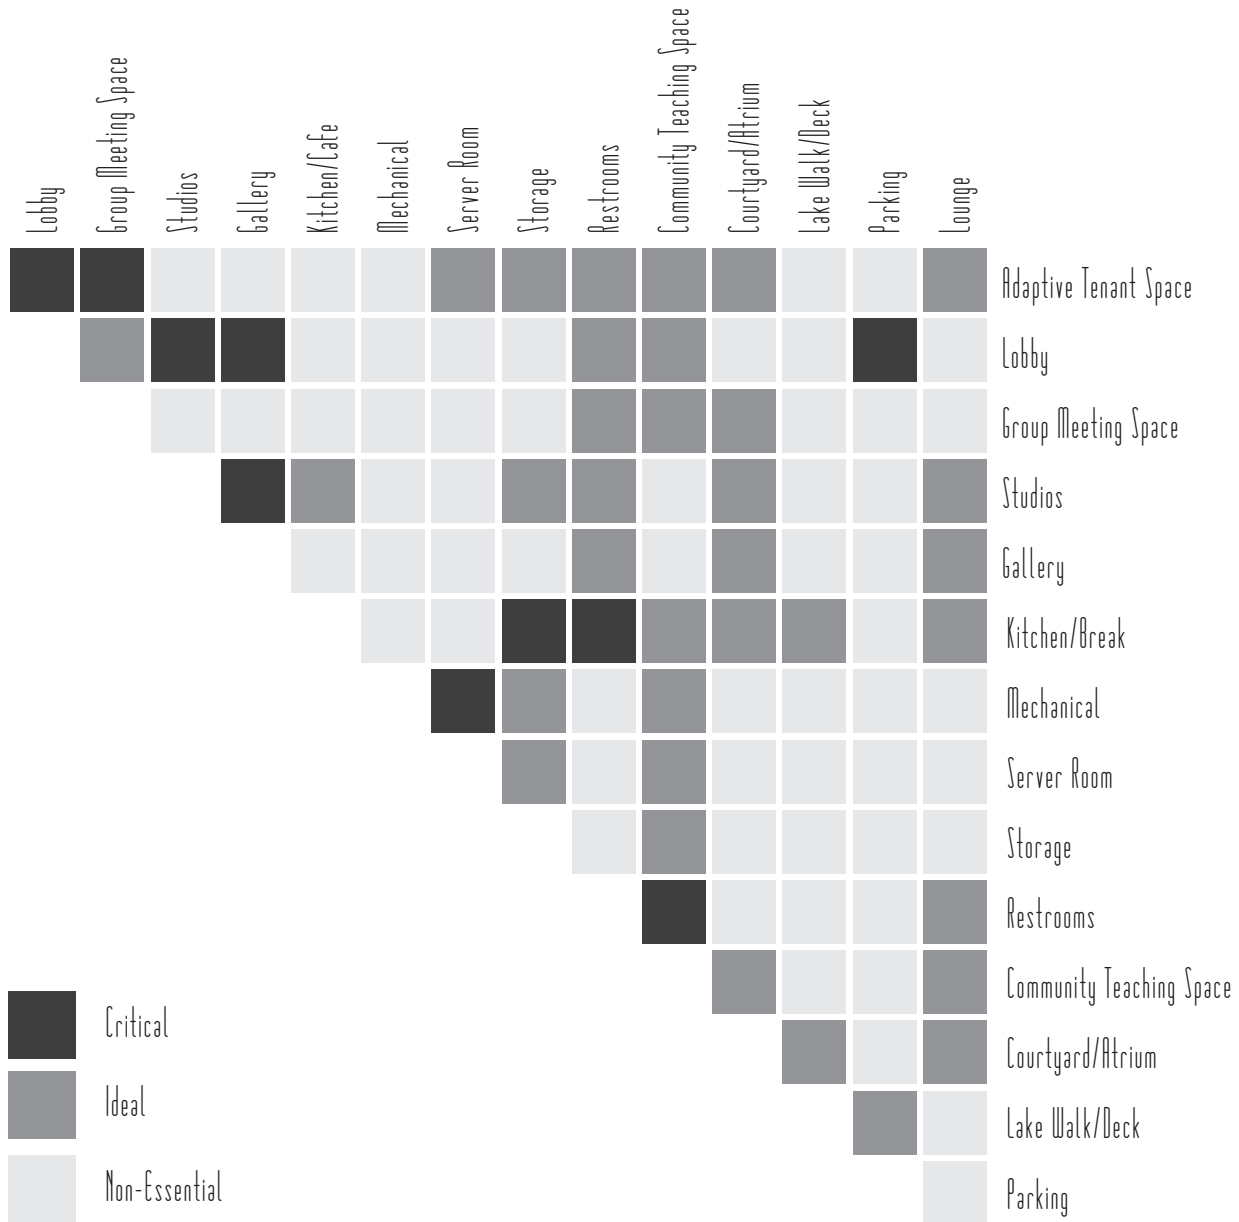 Lobby
Group Meeting Space
Studios
Gallery
Kitchen/Cafe
Mechanical
Server Room
Storage
Restrooms
Community Teaching Space
Courtyard/Atrium
Lake Walk/Deck
Parking
Lounge
Adaptive Tenant Space
Lobby
Group Meeting Space
Studios
Gallery
Kitchen/Break
Mechanical
Server Room
Storage
Restrooms
Community Teaching Space
Courtyard/Atrium
Lake Walk/Deck
Parking
Critical
Ideal
Non-Essential